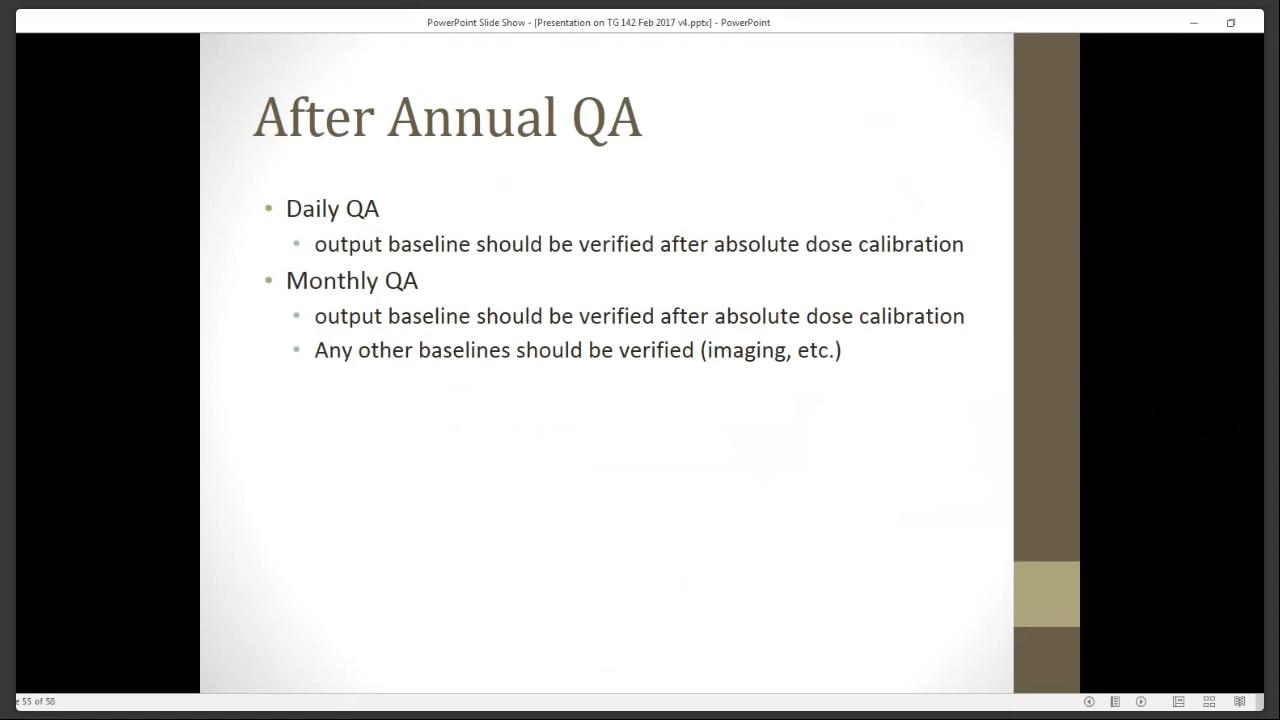 PowerPoint Slide Show - [Presentation on TG 142 Feb 2017 v4.pptx] - PowerPoint
After Annual QA
• Daily QA
• output baseline should be verified after absolute dose calibration
• Monthly QA
• output baseline should be verified after absolute dose calibration
• Any other baselines should be verified (imaging, etc.)
e 55 of 58